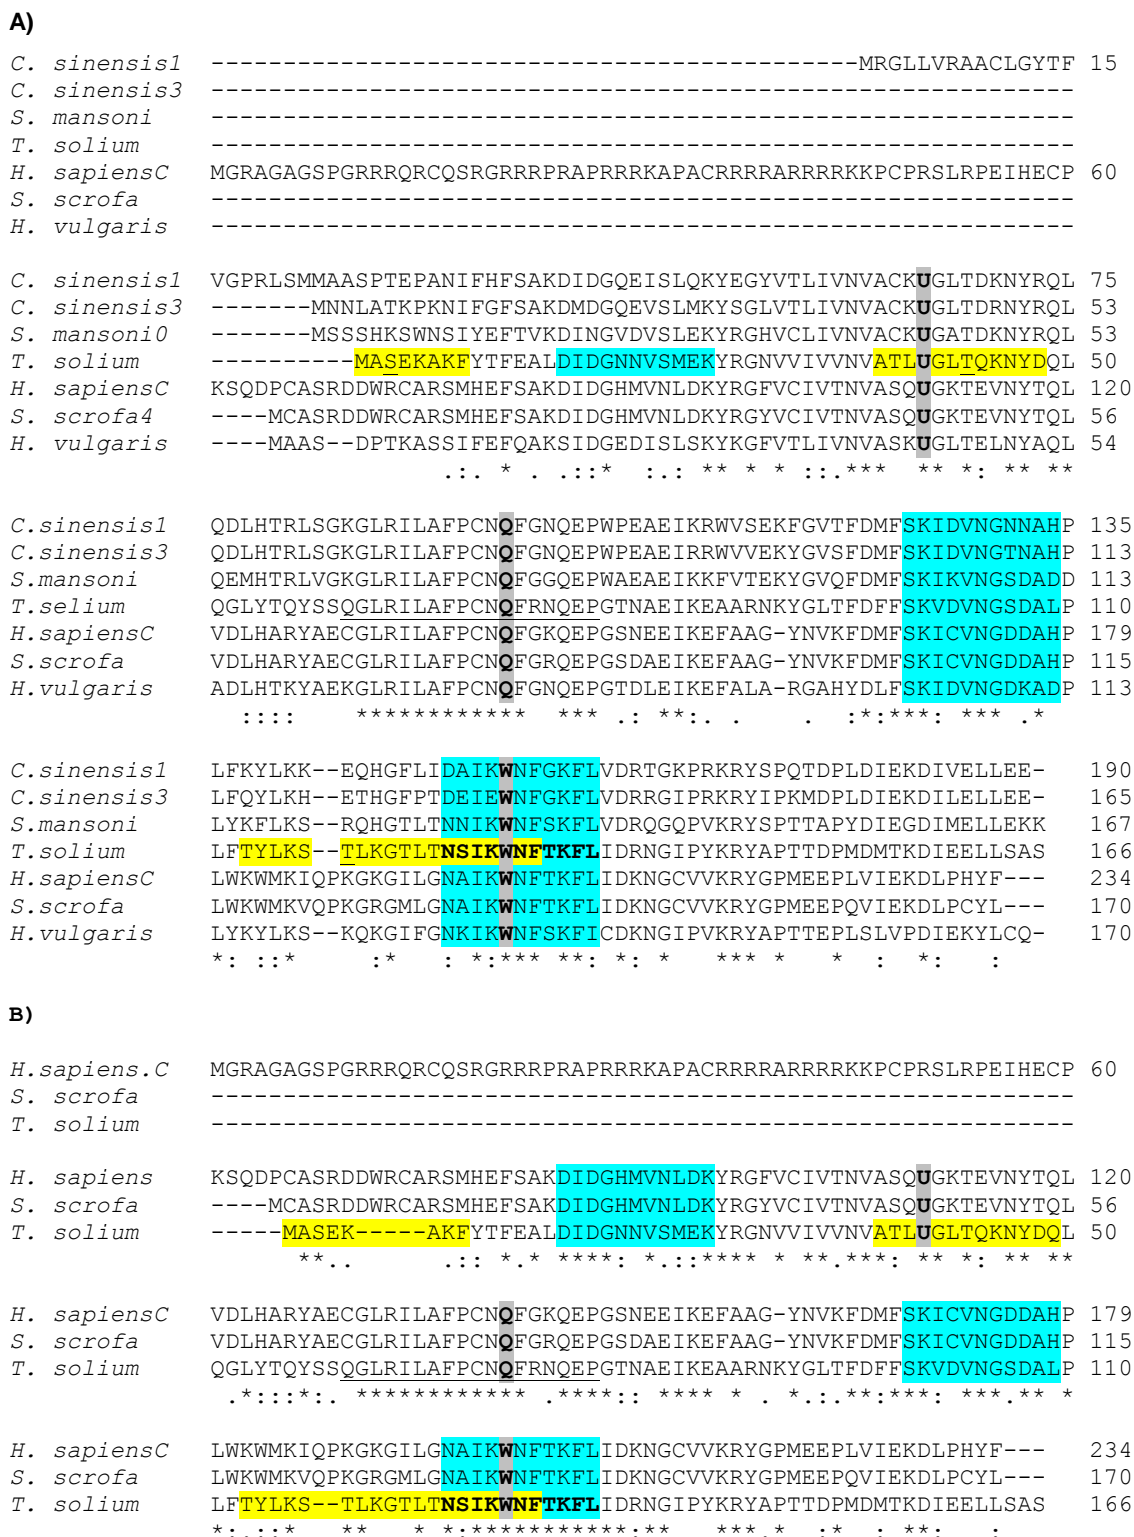 A)
C. sinensis1 ---------------------------------------------MRGLLVRAACLGYTF 15
C. sinensis3 ------------------------------------------------------------
S. mansoni ------------------------------------------------------------
T. solium ------------------------------------------------------------
H. sapiensC MGRAGAGSPGRRRQRCQSRGRRRPRAPRRRKAPACRRRRARRRRKKPCPRSLRPEIHECP 60
S. scrofa ------------------------------------------------------------
H. vulgaris ------------------------------------------------------------
C. sinensis1 VGPRLSMMAASPTEPANIFHFSAKDIDGQEISLQKYEGYVTLIVNVACKUGLTDKNYRQL 75
C. sinensis3 -------MNNLATKPKNIFGFSAKDMDGQEVSLMKYSGLVTLIVNVACKUGLTDRNYRQL 53
S. mansoni0 -------MSSSHKSWNSIYEFTVKDINGVDVSLEKYRGHVCLIVNVACKUGATDKNYRQL 53
T. solium ----------MASEKAKFYTFEALDIDGNNVSMEKYRGNVVIVVNVATLUGLTQKNYDQL 50
H. sapiensC KSQDPCASRDDWRCARSMHEFSAKDIDGHMVNLDKYRGFVCIVTNVASQUGKTEVNYTQL 120
S. scrofa4 ----MCASRDDWRCARSMHEFSAKDIDGHMVNLDKYRGYVCIVTNVASQUGKTEVNYTQL 56
H. vulgaris ----MAAS--DPTKASSIFEFQAKSIDGEDISLSKYKGFVTLIVNVASKUGLTELNYAQL 54
.:. * . .::* :.: ** * * ::.*** ** *: ** **
C.sinensis1 QDLHTRLSGKGLRILAFPCNQFGNQEPWPEAEIKRWVSEKFGVTFDMFSKIDVNGNNAHP 135
C.sinensis3 QDLHTRLSGKGLRILAFPCNQFGNQEPWPEAEIRRWVVEKYGVSFDMFSKIDVNGTNAHP 113
S.mansoni QEMHTRLVGKGLRILAFPCNQFGGQEPWAEAEIKKFVTEKYGVQFDMFSKIKVNGSDADD 113
T.selium QGLYTQYSSQGLRILAFPCNQFRNQEPGTNAEIKEAARNKYGLTFDFFSKVDVNGSDALP 110
H.sapiensC VDLHARYAECGLRILAFPCNQFGKQEPGSNEEIKEFAAG-YNVKFDMFSKICVNGDDAHP 179
S.scrofa VDLHARYAECGLRILAFPCNQFGRQEPGSDAEIKEFAAG-YNVKFDMFSKICVNGDDAHP 115
H.vulgaris ADLHTKYAEKGLRILAFPCNQFGNQEPGTDLEIKEFALA-RGAHYDLFSKIDVNGDKADP 113
:::: ************ *** .: **:. . . :*:***: *** .*
C.sinensis1 LFKYLKK--EQHGFLIDAIKWNFGKFLVDRTGKPRKRYSPQTDPLDIEKDIVELLEE- 190
C.sinensis3 LFQYLKH--ETHGFPTDEIEWNFGKFLVDRRGIPRKRYIPKMDPLDIEKDLELLEE- 165
S.mansoni LYKFLKS--RQHGTLTNNIKWNFSKFLVDRQGQPVKRYSPTTAPYDIEGDIMELLEKK 167
T.solium LFTYLKS--TLKGTLTNSIKWNFTKFLIDRNGIPYKRYAPTTDPMDMTKDIEELLSAS 166
H.sapiensC LWKWMKIQPKGKGILGNAIKWNFTKFLIDKNGCVVKRYGPMEEPLVIEKDLPHYF--- 234
S.scrofa LWKWMKVQPKGRGMLGNAIKWNFTKFLIDKNGCVVKRYGPMEEPQVIEKDLPCYL--- 170
H.vulgaris LYKYLKS--KQKGIFGNKIKWNFSKFICDKNGIPVKRYAPTTEPLSLVPDIEKYLCQ- 170
*: ::* :* : *:*** **: *: * *** * * : : :
B)
H.sapiens.C MGRAGAGSPGRRRQRCQSRGRRRPRAPRRRKAPACRRRRARRRRKKPCPRSLRPEIHECP 60
S. scrofa ------------------------------------------------------------
T. solium ------------------------------------------------------------
H. sapiens KSQDPCASRDDWRCARSMHEFSAKDIDGHMVNLDKYRGFVCIVTNVASQUGKTEVNYTQL 120
S. scrofa ----MCASRDDWRCARSMHEFSAKDIDGHMVNLDKYRGYVCIVTNVASQUGKTEVNYTQL 56
T. solium -----MASEK-----AKFYTFEALDIDGNNVSMEKYRGNVVIVVNVATLUGLTQKNYDQL 50
**.. .:: *.* **** *.::**** * **.***: ** *: ** **
H. sapiensC VDLHARYAECGLRILAFPCNQFGKQEPGSNEEIKEFAAG-YNVKFDMFSKICVNGDDAHP 179
S. scrofa VDLHARYAECGLRILAFPCNQFGRQEPGSDAEIKEFAAG-YNVKFDMFSKICVNGDDAHP 115
T. solium QGLYTQYSSQGLRILAFPCNQFRNQEPGTNAEIKEAARNKYGLTFDFFSKVDVNGSDALP 110
.*:::*:. ************ .****:: **** * . *.:.**:***: ***.** *
H. sapiensC LWKWMKIQPKGKGILGNAIKWNFTKFLIDKNGCVVKRYGPMEEPLVIEKDLPHYF--- 234
S. scrofa LWKWMKVQPKGRGMLGNAIKWNFTKFLIDKNGCVVKRYGPMEEPQVIEKDLPCYL--- 170
T. solium LFTYLKS--TLKGTLTNSIKWNFTKFLIDRNGIPYKRYAPTTDPMDMTKDIEELLSAS 166
*:.::* ** * *:***********:** ***.* :* : **: :